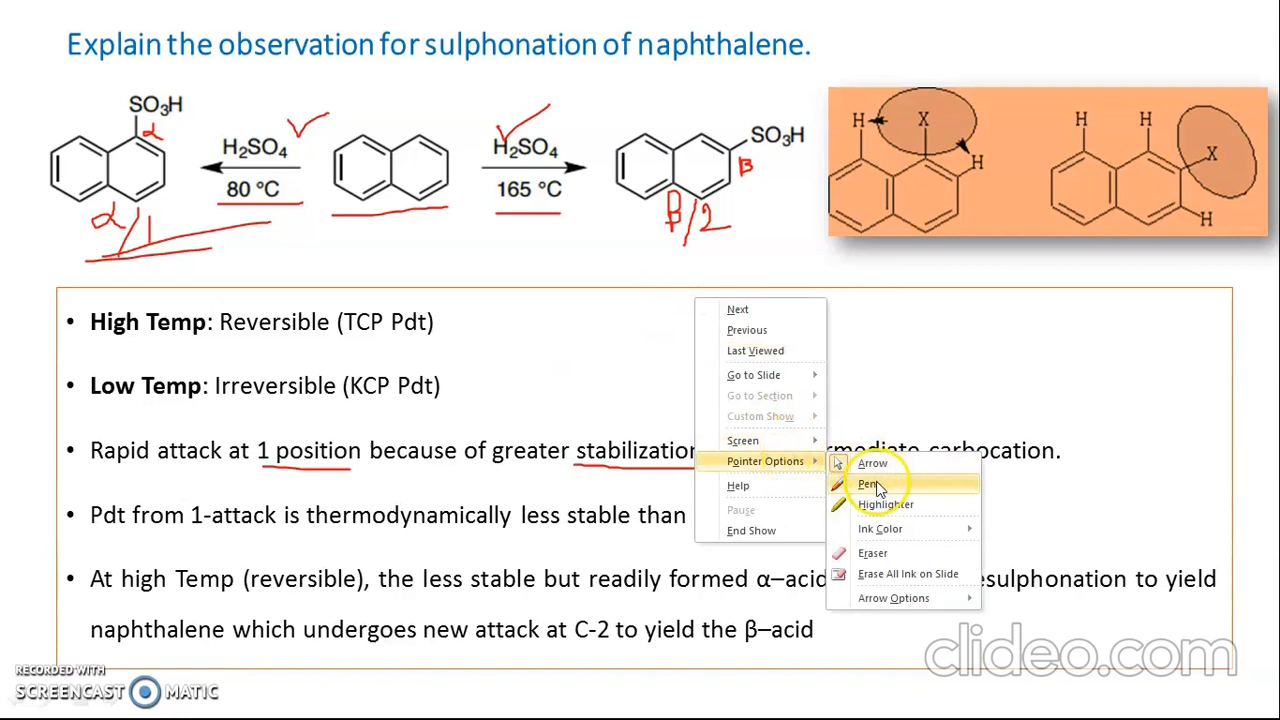 Explain the observation for sulphonation of naphthalene.
SO3H
α
H2SO4
80 °C
α/1
H2SO4
165 °C
SO3H
β
β/2
H
X
H
H
H
X
H
• High Temp: Reversible (TCP Pdt)
• Low Temp: Irreversible (KCP Pdt)
• Rapid attack at 1 position because of greater stabilization carbocation.
• Pdt from 1-attack is thermodynamically less stable than
• At high Temp (reversible), the less stable but readily formed α–acid esulphonation to yield
naphthalene which undergoes new attack at C-2 to yield the β–acid
Next
Previous
Last Viewed
Go to Slide
Go to Section
Custom Show
Screen
Pointer Options
Help
Pause
End Show
Arrow
Pen
Highlighter
Ink Color
Eraser
Erase All Ink on Slide
Arrow Options
clideo.com
RECORDED WITH
SCREENCAST MATIC